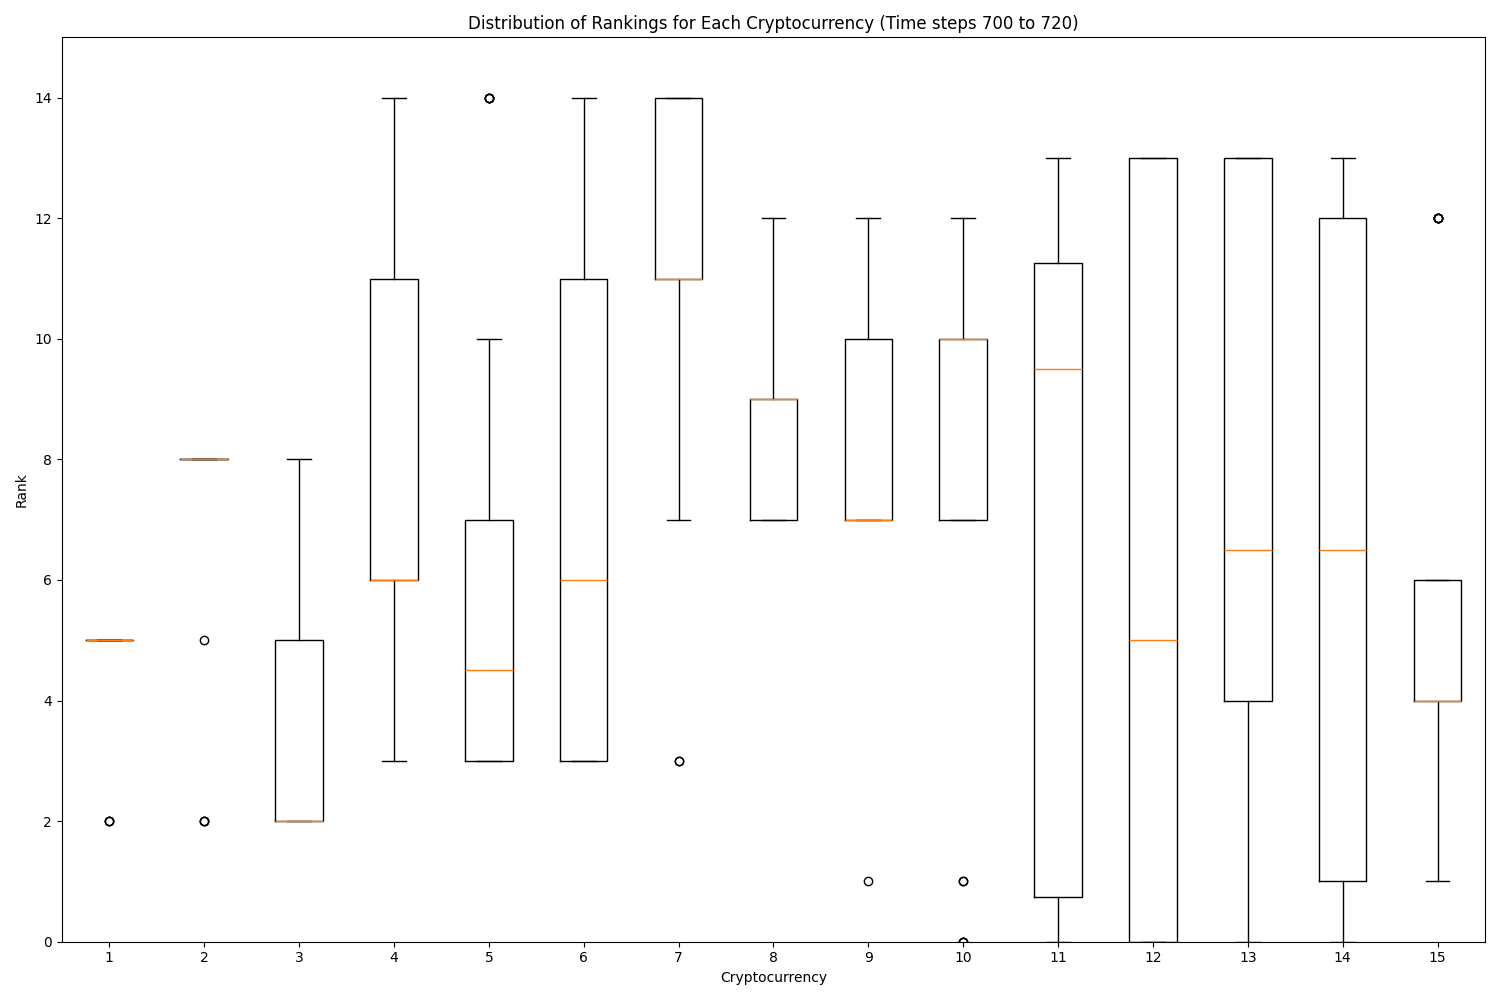 Distribution of Rankings for Each Cryptocurrency (Time steps 700 to 720)
14
12
10
8
6
4
2
0
Rank
1 2 3 4 5 6 7 8 9 10 11 12 13 14 15
Cryptocurrency